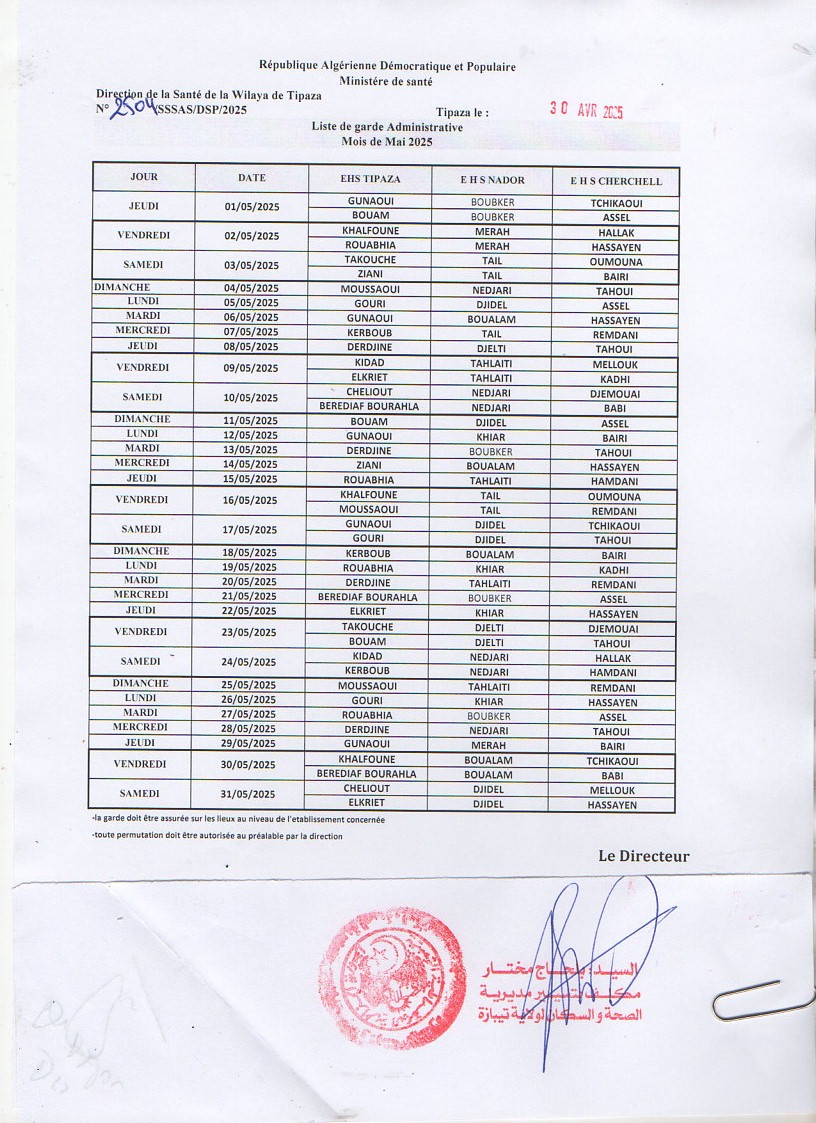 République Algérienne Démocratique et Populaire
Ministére de santé
Direction de la Santé de la Wilaya de Tipaza
N° 2504/SSSAS/DSP/2025 Tipaza le : 30 AVR 2025
Liste de garde Administrative
Mois de Mai 2025
JOUR DATE EHS TIPAZA E H S NADOR E H S CHERCHELL
JEUDI 01/05/2025 GUNAOUI BOUBKER TCHIKAOUI
BOUAM BOUBKER ASSEL
VENDREDI 02/05/2025 KHALFOUNE MERAH HALLAK
ROUABHIA MERAH HASSAYEN
SAMEDI 03/05/2025 TAKOUCHE TAIL OUMOUNA
ZIANI TAIL BAIRI
DIMANCHE 04/05/2025 MOUSSAOUI NEDJARI TAHOUI
LUNDI 05/05/2025 GOURI DJIDEL ASSEL
MARDI 06/05/2025 GUNAOUI BOUALAM HASSAYEN
MERCREDI 07/05/2025 KERBOUB TAIL REMDANI
JEUDI 08/05/2025 DERDJINE DJELTI TAHOUI
VENDREDI 09/05/2025 KIDAD TAHLAITI MELLOUK
ELKRIET TAHLAITI KADHI
SAMEDI 10/05/2025 CHELIOUT NEDJARI DJEMOUAI
BEREDIAF BOURAHLA NEDJARI BABI
DIMANCHE 11/05/2025 BOUAM DJIDEL ASSEL
LUNDI 12/05/2025 GUNAOUI KHIAR BAIRI
MARDI 13/05/2025 DERDJINE BOUBKER TAHOUI
MERCREDI 14/05/2025 ZIANI BOUALAM HASSAYEN
JEUDI 15/05/2025 ROUABHIA TAHLAITI HAMDANI
VENDREDI 16/05/2025 KHALFOUNE TAIL OUMOUNA
MOUSSAOUI TAIL REMDANI
SAMEDI 17/05/2025 GUNAOUI DJIDEL TCHIKAOUI
GOURI DJIDEL TAHOUI
DIMANCHE 18/05/2025 KERBOUB BOUALAM BAIRI
LUNDI 19/05/2025 ROUABHIA KHIAR KADHI
MARDI 20/05/2025 DERDJINE TAHLAITI REMDANI
MERCREDI 21/05/2025 BEREDIAF BOURAHLA BOUBKER ASSEL
JEUDI 22/05/2025 ELKRIET KHIAR HASSAYEN
VENDREDI 23/05/2025 TAKOUCHE DJELTI DJEMOUAI
BOUAM DJELTI TAHOUI
SAMEDI 24/05/2025 KIDAD NEDJARI HALLAK
KERBOUB NEDJARI HAMDANI
DIMANCHE 25/05/2025 MOUSSAOUI TAHLAITI REMDANI
LUNDI 26/05/2025 GOURI KHIAR HASSAYEN
MARDI 27/05/2025 ROUABHIA BOUBKER ASSEL
MERCREDI 28/05/2025 DERDJINE NEDJARI TAHOUI
JEUDI 29/05/2025 GUNAOUI MERAH BAIRI
VENDREDI 30/05/2025 KHALFOUNE BOUALAM TCHIKAOUI
BEREDIAF BOURAHLA BOUALAM BABI
SAMEDI 31/05/2025 CHELIOUT DJIDEL MELLOUK
ELKRIET DJIDEL HASSAYEN
-la garde doit être assurée sur les lieux au niveau de l'etablissement concernée
-toute permutation doit être autorisée au préalable par la direction
Le Directeur
السيد: بلحاج مختار
مكلف بتسيير مديرية
الصحة و السكان لولاية تيبازة